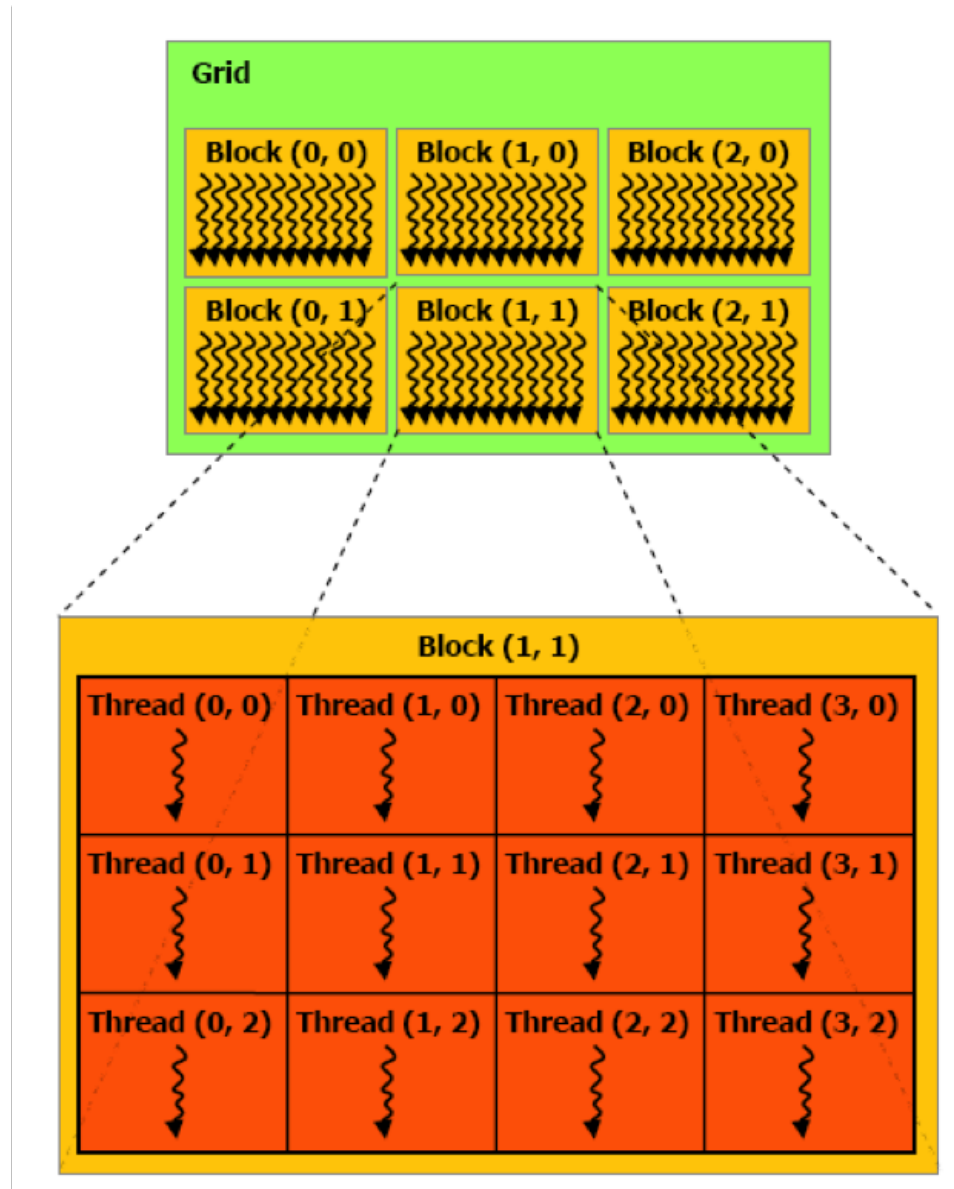 Grid
Block (0, 0) Block (1, 0) Block (2, 0)
Block (0, 1) Block (1, 1) Block (2, 1)
Block (1, 1)
Thread (0, 0) Thread (1, 0) Thread (2, 0) Thread (3, 0)
Thread (0, 1) Thread (1, 1) Thread (2, 1) Thread (3, 1)
Thread (0, 2) Thread (1, 2) Thread (2, 2) Thread (3, 2)